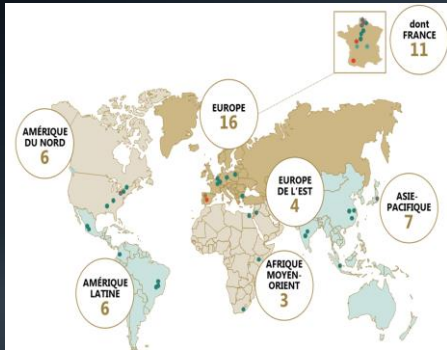 dont
FRANCE
11
EUROPE
16
AMÉRIQUE
DU NORD
6
EUROPE
DE L'EST
4
ASIE-
PACIFIQUE
7
AFRIQUE
MOYEN-
ORIENT
3
AMÉRIQUE
LATINE
6